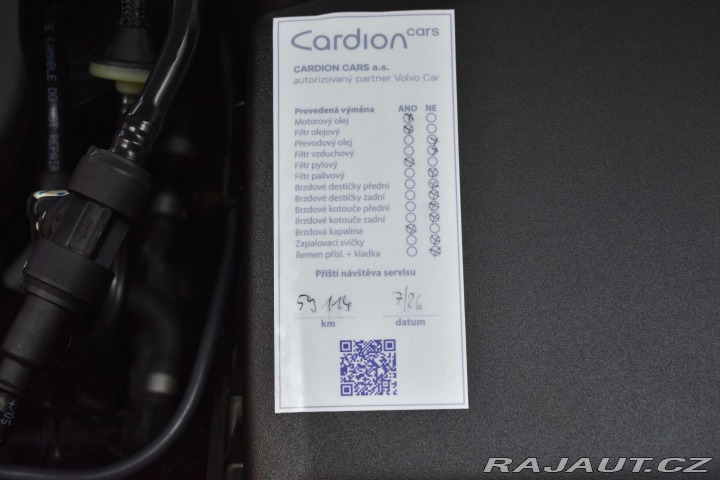 Cardion cars
CARDION CARS a.s.
autorizovaný partner Volvo Car
Provedená výměna ANO NE
Motorový olej
Filtr olejový
Převodový olej
Filtr vzduchový
Filtr pylový
Filtr palivový
Brzdové destičky přední
Brzdové destičky zadní
Brzdové kotouče přední
Brzdové kotouče zadní
Brzdová kapalina
Zapalovací svíčky
Řemen přísl. + kladka
Příští návštěva servisu
59 114 7/26
km datum
RAJAUT.CZ